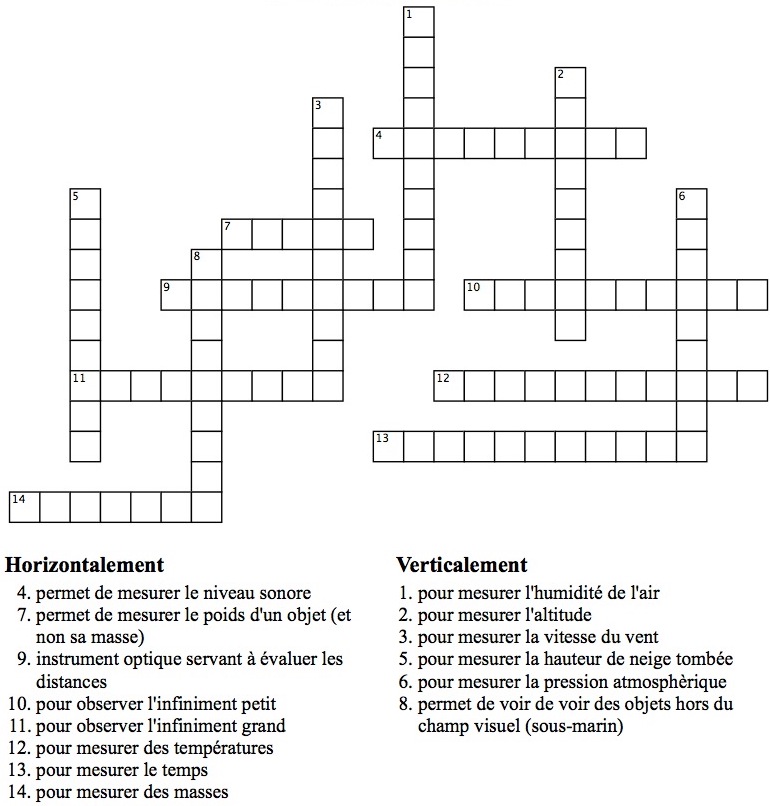 1
2
3
4
5
6
7
8
9
10
11
12
13
14
Horizontalement
4. permet de mesurer le niveau sonore
7. permet de mesurer le poids d'un objet (et
non sa masse)
9. instrument optique servant à évaluer les
distances
10. pour observer l'infiniment petit
11. pour observer l'infiniment grand
12. pour mesurer des températures
13. pour mesurer le temps
14. pour mesurer des masses
Verticalement
1. pour mesurer l'humidité de l'air
2. pour mesurer l'altitude
3. pour mesurer la vitesse du vent
5. pour mesurer la hauteur de neige tombée
6. pour mesurer la pression atmosphèrique
8. permet de voir de voir des objets hors du
champ visuel (sous-marin)